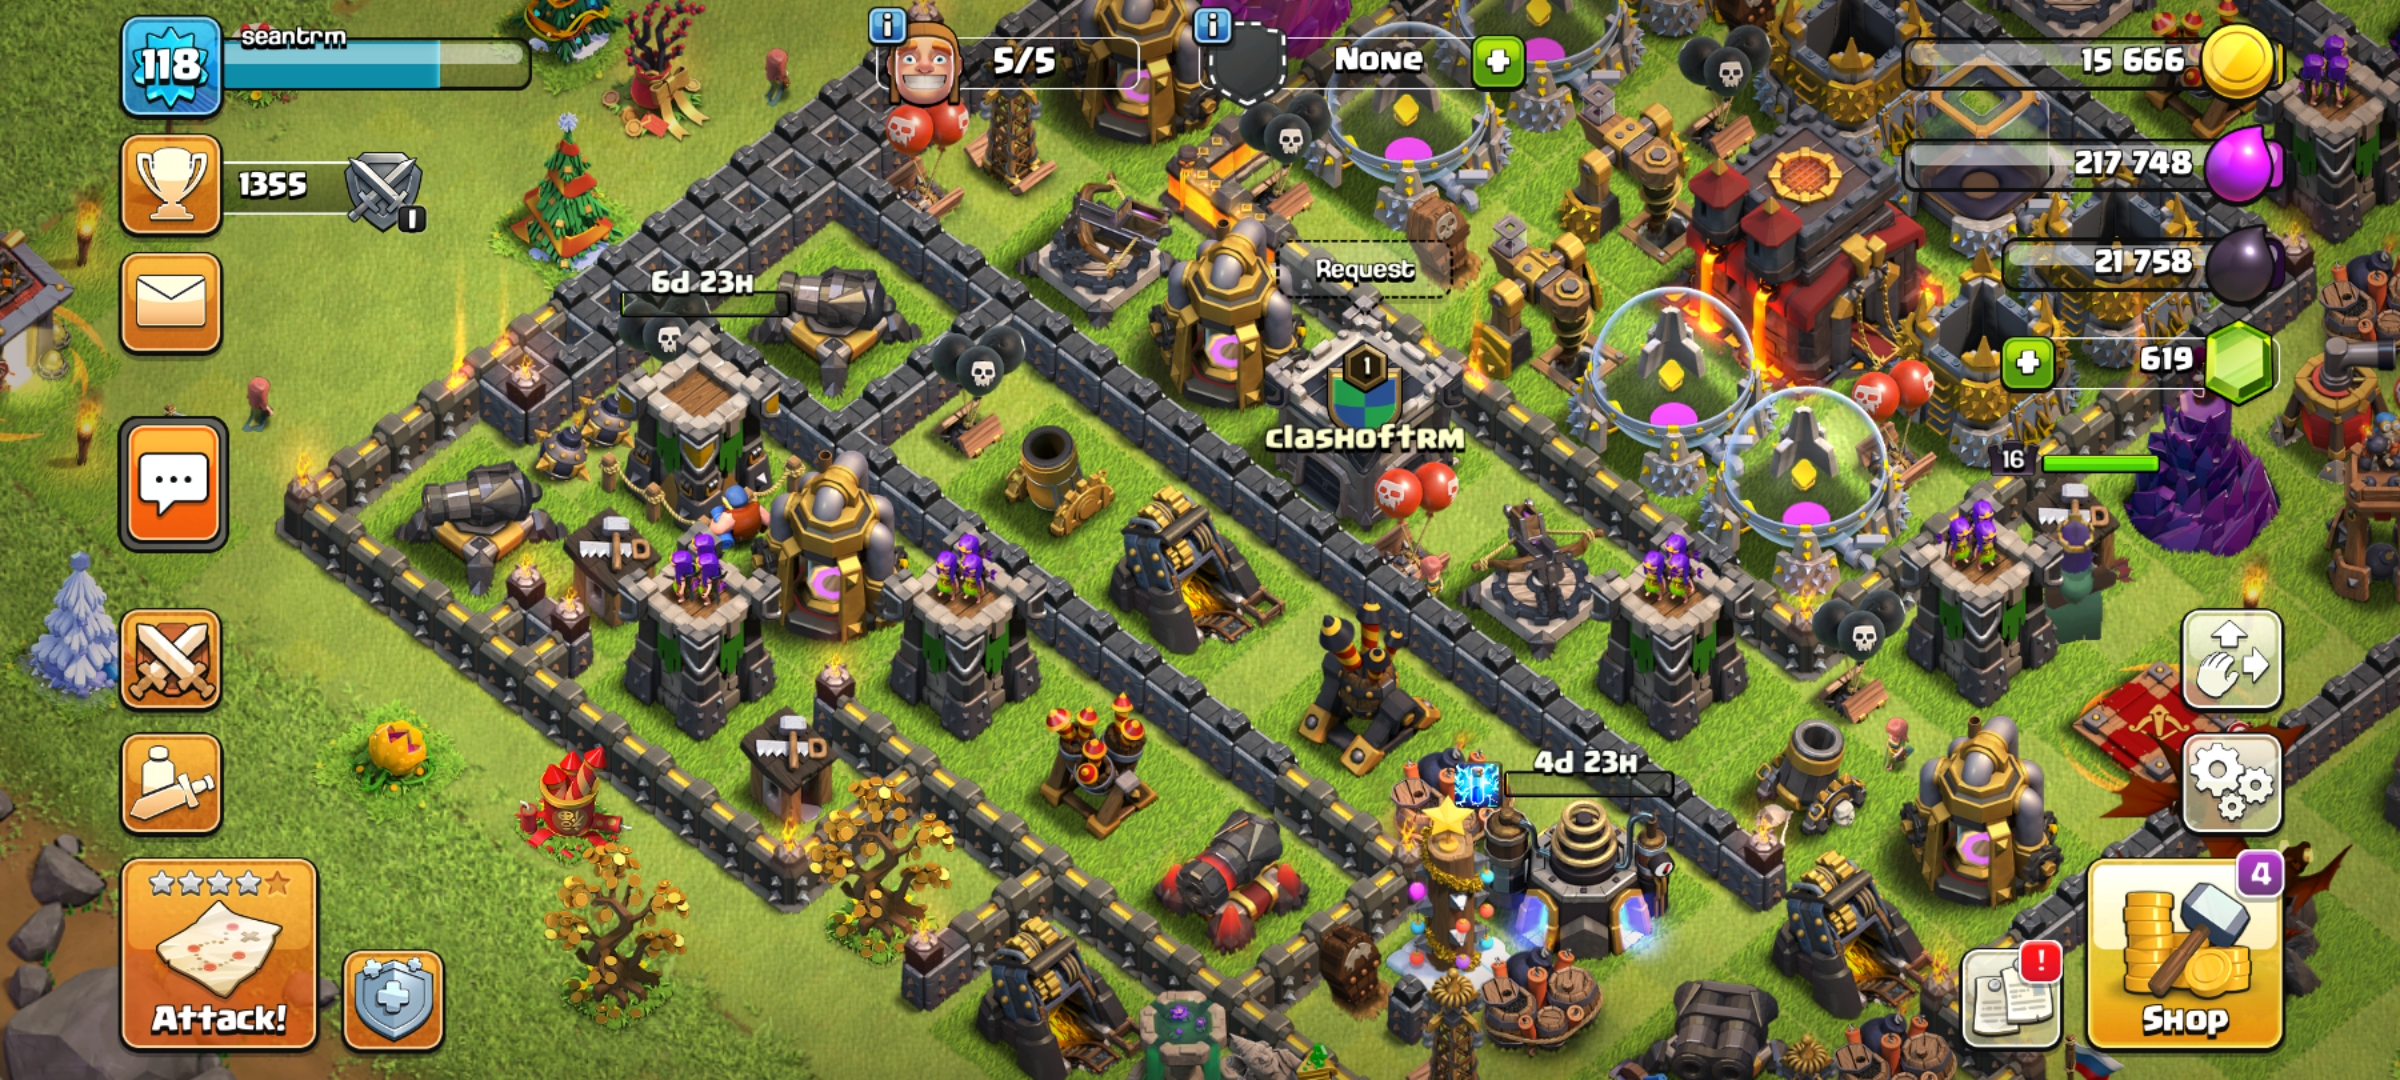 118
seantrm
5/5
None
15 666
1355
1
217 748
Request
21 758
6d 23H
1
619
clashoftrm
16
4d 23H
4
!
Attack!
Shop